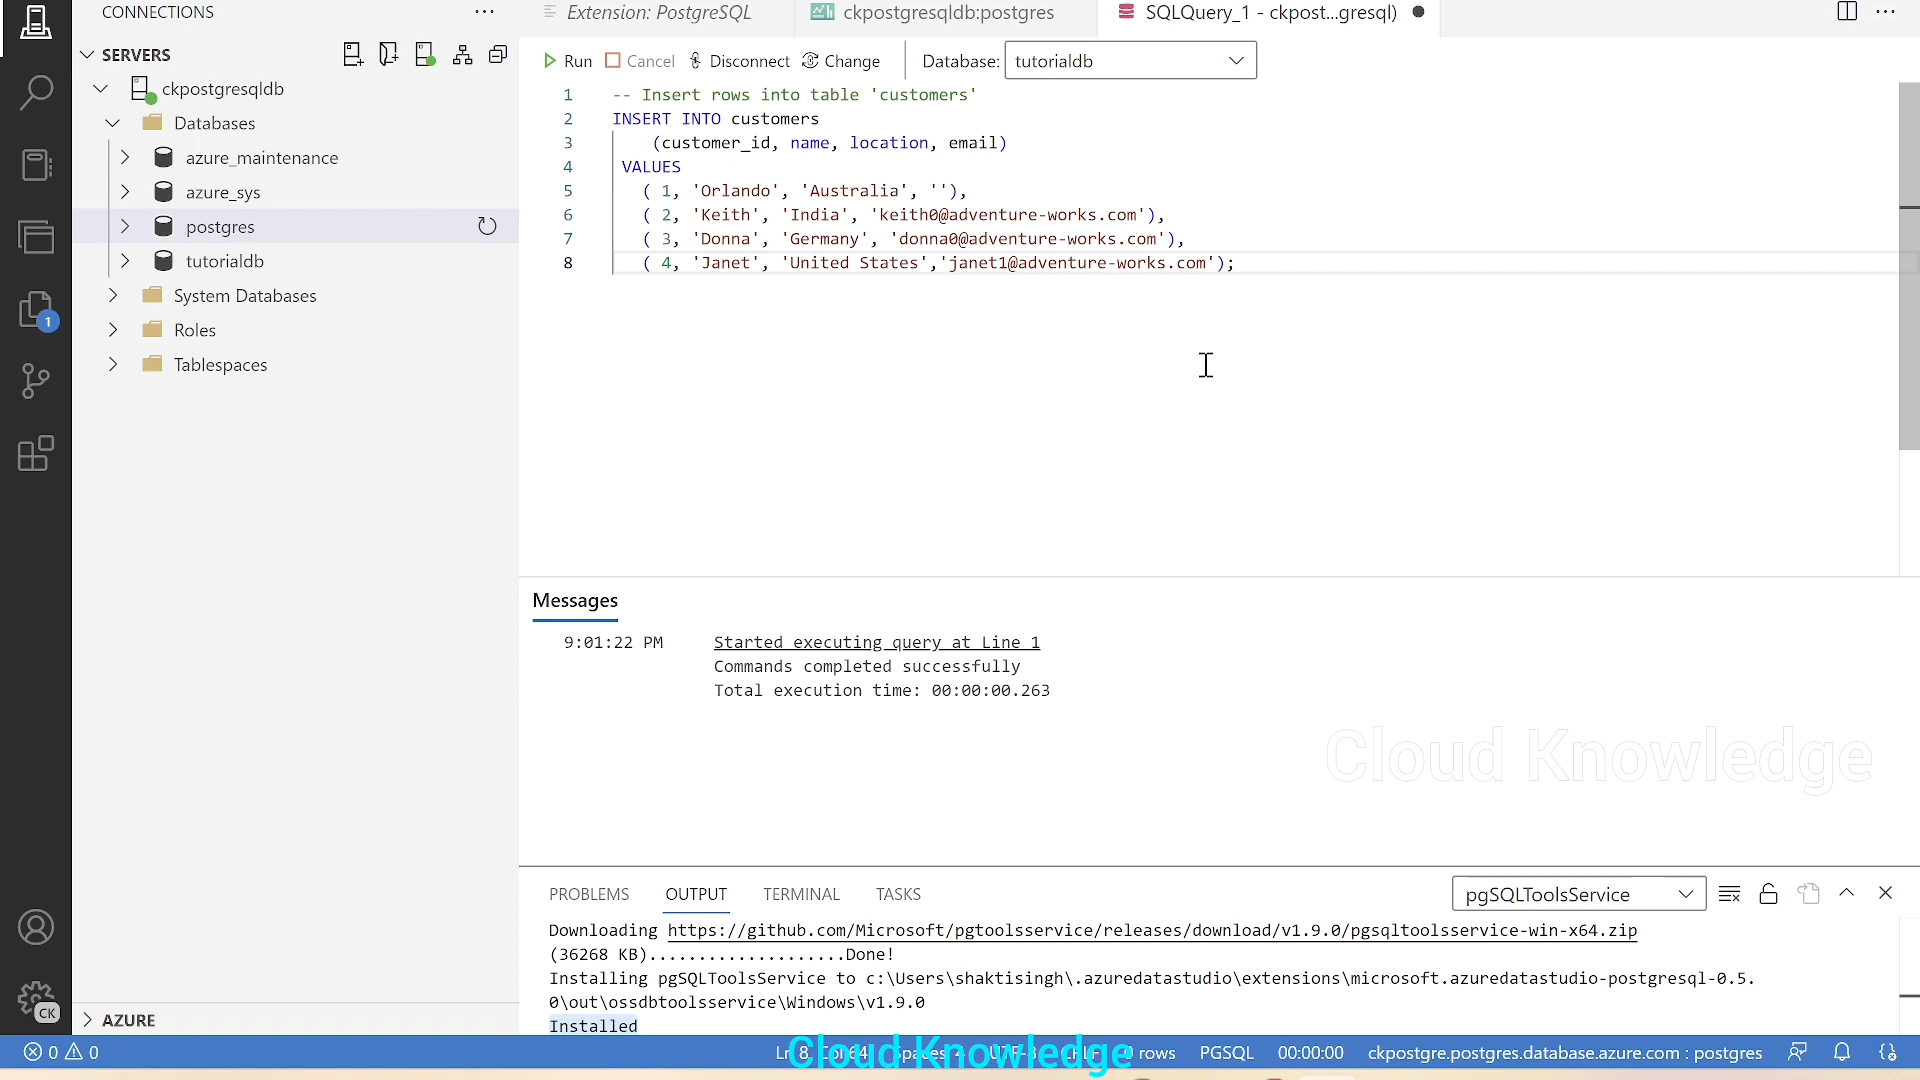 CONNECTIONS
Extension: PostgreSQL
ckpostgresqldb:postgres
SQLQuery_1 - ckpost...gresql)
SERVERS
Run
Cancel
Disconnect
Change
Database:
tutorialdb
ckpostgresqldb
Databases
azure_maintenance
azure_sys
postgres
tutorialdb
System Databases
Roles
Tablespaces
1
1 -- Insert rows into table 'customers'
2 INSERT INTO customers
3 (customer_id, name, location, email)
4 VALUES
5 ( 1, 'Orlando', 'Australia', ''),
6 ( 2, 'Keith', 'India', 'keith0@adventure-works.com'),
7 ( 3, 'Donna', 'Germany', 'donna0@adventure-works.com'),
8 ( 4, 'Janet', 'United States','janet1@adventure-works.com');
Messages
9:01:22 PM Started executing query at Line 1
Commands completed successfully
Total execution time: 00:00:00.263
Cloud Knowledge
PROBLEMS
OUTPUT
TERMINAL
TASKS
pgSQLToolsService
Downloading https://github.com/Microsoft/pgtoolsservice/releases/download/v1.9.0/pgsqltoolsservice-win-x64.zip
(36268 KB)....................Done!
Installing pgSQLToolsService to c:\Users\shaktisingh\.azuredatastudio\extensions\microsoft.azuredatastudio-postgresql-0.5.
0\out\ossdbtoolsservice\Windows\v1.9.0
Installed
CK
AZURE
0 0
Cloud Knowledge
rows
PGSQL
00:00:00
ckpostgre.postgres.database.azure.com : postgres